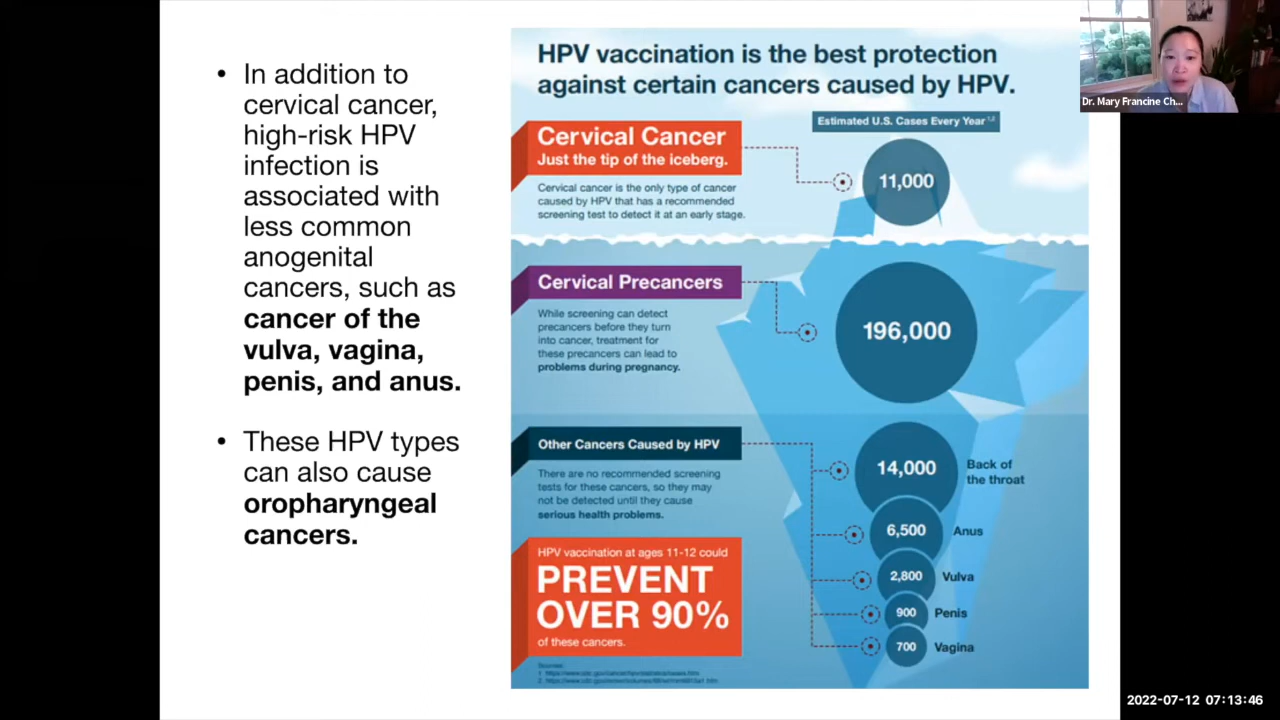 • In addition to
cervical cancer,
high-risk HPV
infection is
associated with
less common
anogenital
cancers, such as
cancer of the
vulva, vagina,
penis, and anus.
• These HPV types
can also cause
oropharyngeal
cancers.
HPV vaccination is the best protection
against certain cancers caused by HPV.
Estimated U.S. Cases Every Year 1,2
Cervical Cancer
Just the tip of the iceberg.
Cervical cancer is the only type of cancer
caused by HPV that has a recommended
screening test to detect it at an early stage.
11,000
Cervical Precancers
While screening can detect
precancers before they turn
into cancer, treatment for
these precancers can lead to
problems during pregnancy.
196,000
Other Cancers Caused by HPV
There are no recommended screening
tests for these cancers, so they may
not be detected until they cause
serious health problems.
14,000
Back of
the throat
6,500
Anus
2,800
Vulva
900
Penis
700
Vagina
HPV vaccination at ages 11-12 could
PREVENT
OVER 90%
of these cancers.
Sources:
Dr. Mary Francine Ch...
2022-07-12 07:13:46